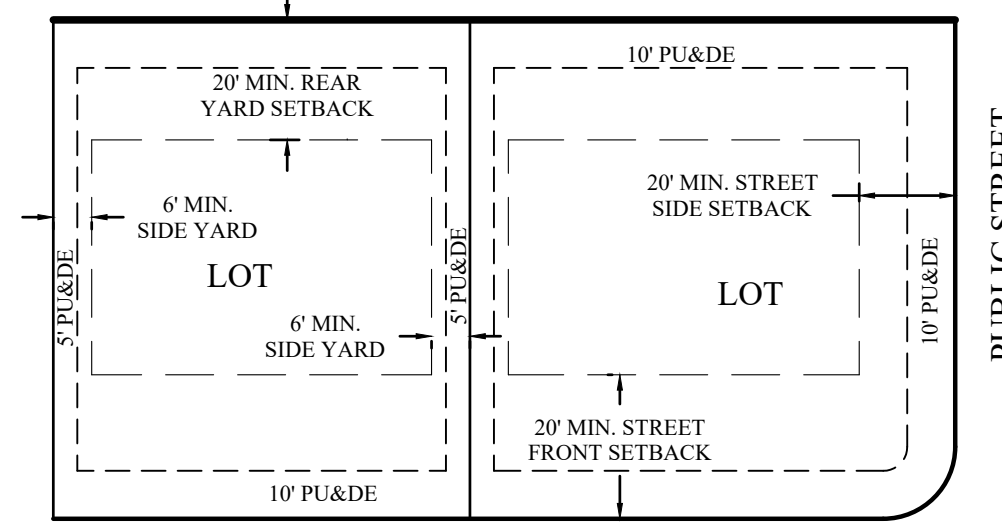 10' PU&DE
20' MIN. REAR
YARD SETBACK
20' MIN. STREET
SIDE SETBACK
6' MIN.
SIDE YARD
LOT
LOT
5' PU&DE
5' PU&DE
10' PU&DE
PUBLIC STREET
6' MIN.
SIDE YARD
20' MIN. STREET
FRONT SETBACK
10' PU&DE